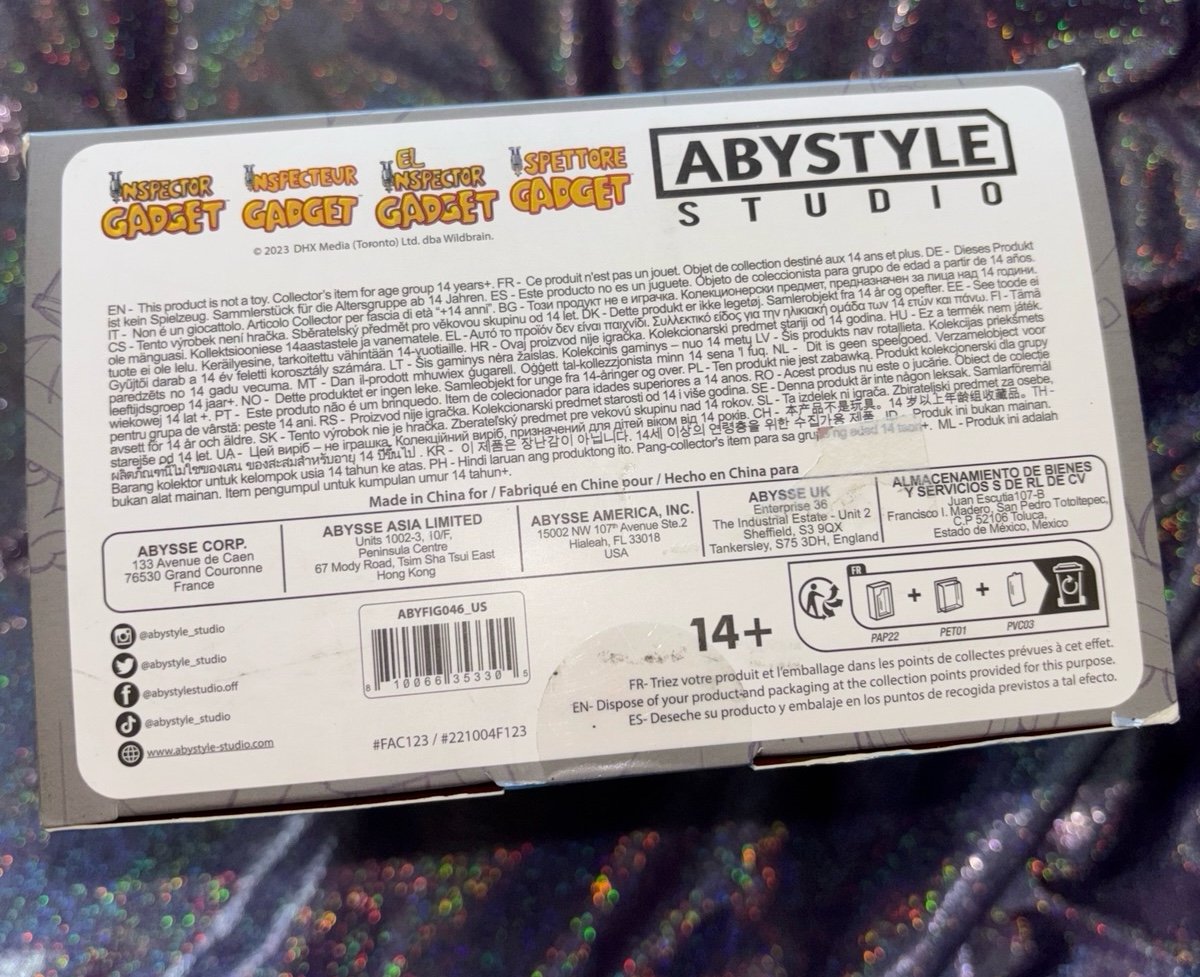 INSPECTOR
GADGET
INSPECTEUR
GADGET
EL
INSPECTOR
GADGET
ISPETTORE
GADGET
ABYSTYLE
STUDIO
© 2023 DHX Media (Toronto) Ltd. dba Wildbrain.
EN - This product is not a toy. Collector's item for age group 14 years+. FR - Ce produit n'est pas un jouet. Objet de collection destiné aux 14 ans et plus. DE - Dieses Produkt
ist kein Spielzeug. Sammlerstück für die Altersgruppe ab 14 Jahren. ES - Este producto no es un juguete. Objeto de coleccionista para grupo de edad a partir de 14 años.
IT - Non è un giocattolo. Articolo Collector per fascia di età "+14 anni". BG - Този продукт не е играчка. Колекционерски предмет, предназначен за лица над 14 години.
CS - Tento výrobek není hračka. Sběratelský předmět pro věkovou skupinu od 14 let. DK - Dette produkt er ikke legetøj. Samlerobjekt fra 14 år og opefter. EE - See toode ei
ole mänguasi. Kollektsiooniese 14aastastele ja vanematele. EL - Αυτό το προϊόν δεν είναι παιχνίδι. Συλλεκτικό είδος για την ηλικιακή ομάδα των 14 ετών και πάνω. FI - Tämä
tuote ei ole lelu. Keräilyesine, tarkoitettu vähintään 14-vuotiaille. HR - Ovaj proizvod nije igračka. Kolekcionarski predmet stariji od 14 godina. HU - Ez a termék nem játék.
Gyűjtői darab a 14 év feletti korosztály számára. LT - Šis gaminys nėra žaislas. Kolekcinis gaminys – nuo 14 metų LV - Šis produkts nav rotaļlieta. Kolekcijas priekšmets
paredzēts no 14 gadu vecuma. MT - Dan il-prodott mhuwiex ġugarell. Oġġett tal-kollezzjonista minn 14 sena 'l fuq. NL - Dit is geen speelgoed. Verzamelobject voor
leeftijdsgroep 14 jaar+. NO - Dette produktet er ingen leke. Samleobjekt for unge fra 14-åringer og over. PL - Ten produkt nie jest zabawką. Produkt kolekcjonerski dla grupy
wiekowej 14 lat +. PT - Este produto não é um brinquedo. Item de colecionador para idades superiores a 14 anos. RO - Acest produs nu este o jucărie. Obiect de colecție
pentru grupa de vârstă: peste 14 ani. RS - Proizvod nije igračka. Kolekcionarski predmet starosti od 14 i više godina. SE - Denna produkt är inte någon leksak. Samlarföremål
avsett för 14 år och äldre. SK - Tento výrobok nie je hračka. Zberateľský predmet pre vekovú skupinu nad 14 rokov. SL - Ta izdelek ni igrača. Zbirateljski predmet za osebe,
starejše od 14 let. UA - Цей виріб – не іграшка. Конекційний виріб, призначений для дітей віком від 14 років. CH - 本产品不是玩具。14 岁以上年龄组收藏品。TH -
ผลิตภัณฑ์นี้ไม่ใช่ของเล่น ของสะสมสำหรับอายุ 14 ปีขึ้นไป . KR - 이 제품은 장난감이 아닙니다. 14세 이상의 연령층을 위한 수집가용 제품. ID - Produk ini bukan mainan.
Barang kolektor untuk kelompok usia 14 tahun ke atas. PH - Hindi laruan ang produktong ito. Pang-collector's item para sa grupo ng edad 14 taon+. ML - Produk ini adalah
bukan alat mainan. Item pengumpul untuk kumpulan umur 14 tahun+.
Made in China for / Fabriqué en Chine pour / Hecho en China para
ABYSSE CORP.
133 Avenue de Caen
76530 Grand Couronne
France
ABYSSE ASIA LIMITED
Units 1002-3, 10/F,
Peninsula Centre
67 Mody Road, Tsim Sha Tsui East
Hong Kong
ABYSSE AMERICA, INC.
15002 NW 107th Avenue Ste.2
Hialeah, FL 33018
USA
ABYSSE UK
Enterprise 36
The Industrial Estate - Unit 2
Sheffield, S3 9QX
Tankersley, S75 3DH, England
ALMACENAMIENTO DE BIENES
Y SERVICIOS S DE RL DE CV
Juan Escutia107-B
Francisco I. Madero, San Pedro Totoltepec,
C.P 52106 Toluca,
Estado de México, Mexico
@abystyle_studio
@abystyle_studio
@abystylestudio.off
@abystyle_studio
www.abystyle-studio.com
ABYFIG046_US
8 10066 35330 5
#FAC123 / #221004F123
14+
FR
+ +
PAP22 PET01 PVC03
FR- Triez votre produit et l'emballage dans les points de collectes prévues à cet effet.
EN- Dispose of your product and packaging at the collection points provided for this purpose.
ES- Deseche su producto y embalaje en los puntos de recogida previstos a tal efecto.